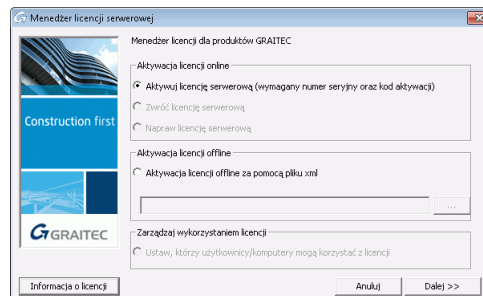 Menedżer licencji serwerowej
Menedżer licencji dla produktów GRAITEC
Aktywacja licencji online
Aktywuj licencję serwerową (wymagany numer seryjny oraz kod aktywacji)
Zwróć licencję serwerową
Napraw licencję serwerową
Construction first
Aktywacja licencji offline
Aktywacja licencji offline za pomocą pliku xml
...
GRAITEC
Zarządzaj wykorzystaniem licencji
Ustaw, którzy użytkownicy/komputery mogą korzystać z licencji
Informacja o licencji
Anuluj
Dalej >>